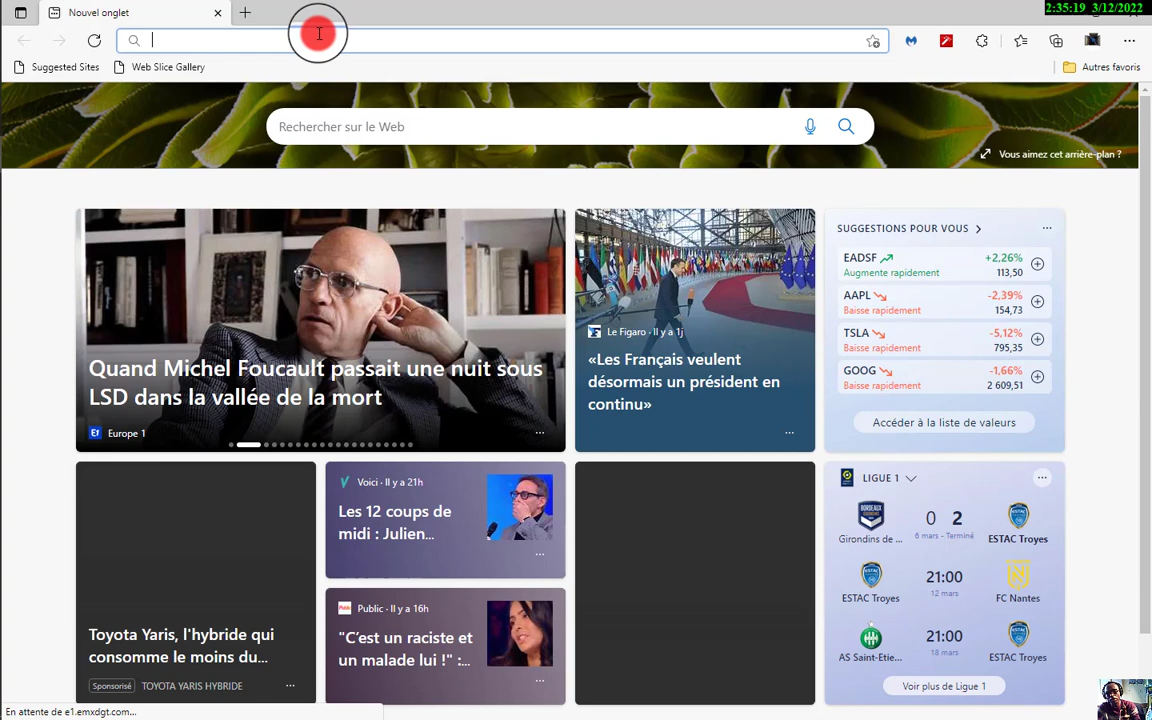 2:35:19 3/12/2022
Nouvel onglet
Suggested Sites
Web Slice Gallery
Autres favoris
Rechercher sur le Web
Vous aimez cet arrière-plan ?
Quand Michel Foucault passait une nuit sous
LSD dans la vallée de la mort
E1 Europe 1
Le Figaro · Il y a 1j
«Les Français veulent
désormais un président en
continu»
SUGGESTIONS POUR VOUS
EADSF +2,26%
Augmente rapidement 113,50
AAPL -2,39%
Baisse rapidement 154,73
TSLA -5,12%
Baisse rapidement 795,35
GOOG -1,66%
Baisse rapidement 2 609,51
Accéder à la liste de valeurs
Toyota Yaris, l'hybride qui
consomme le moins du...
Sponsorisé TOYOTA YARIS HYBRIDE
Voici · Il y a 21h
Les 12 coups de
midi : Julien...
Public · Il y a 16h
"C'est un raciste et
un malade lui !" :...
LIGUE 1
0 2
6 mars - Terminé
Girondins de ... ESTAC Troyes
21:00
12 mars
ESTAC Troyes FC Nantes
21:00
18 mars
AS Saint-Etie... ESTAC Troyes
Voir plus de Ligue 1
En attente de e1.emxdgt.com...